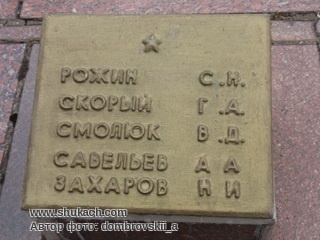 РОЖИН С.Н.
СКОРЫЙ Г.А.
СМОЛЮК В.Д.
САВЕЛЬЕВ А А
ЗАХАРОВ Н И
www.shukach.com
Автор фото: dombrovskii_a